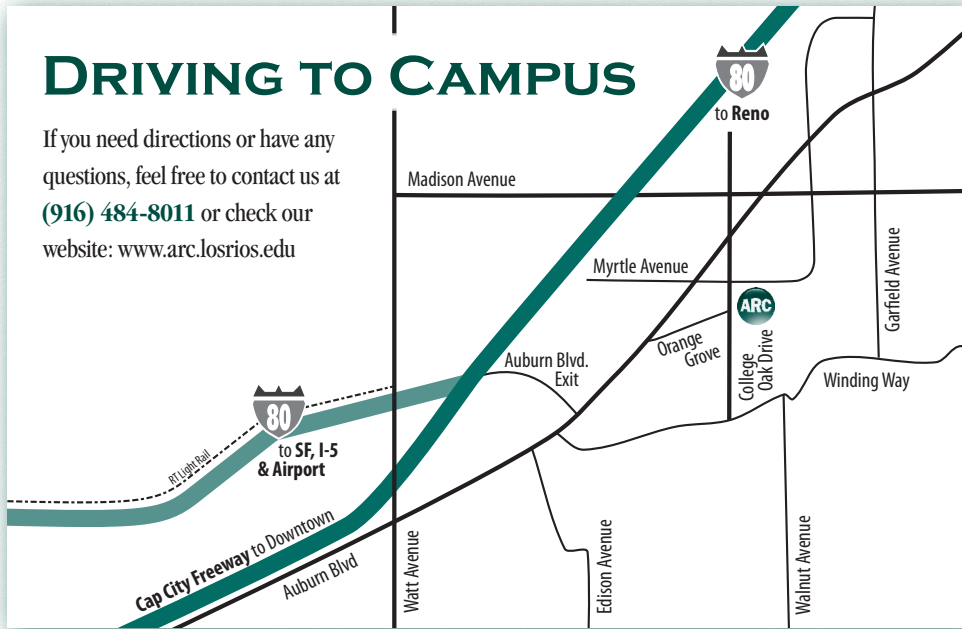 DRIVING TO CAMPUS
If you need directions or have any
questions, feel free to contact us at
(916) 484-8011 or check our
website: www.arc.losrios.edu
80
to Reno
Madison Avenue
Myrtle Avenue
Garfield Avenue
ARC
Orange
Grove
College
Oak Drive
Auburn Blvd.
Exit
Winding Way
80
to SF, I-5
& Airport
RT Light Rail
Cap City Freeway to Downtown
Auburn Blvd
Watt Avenue
Edison Avenue
Walnut Avenue